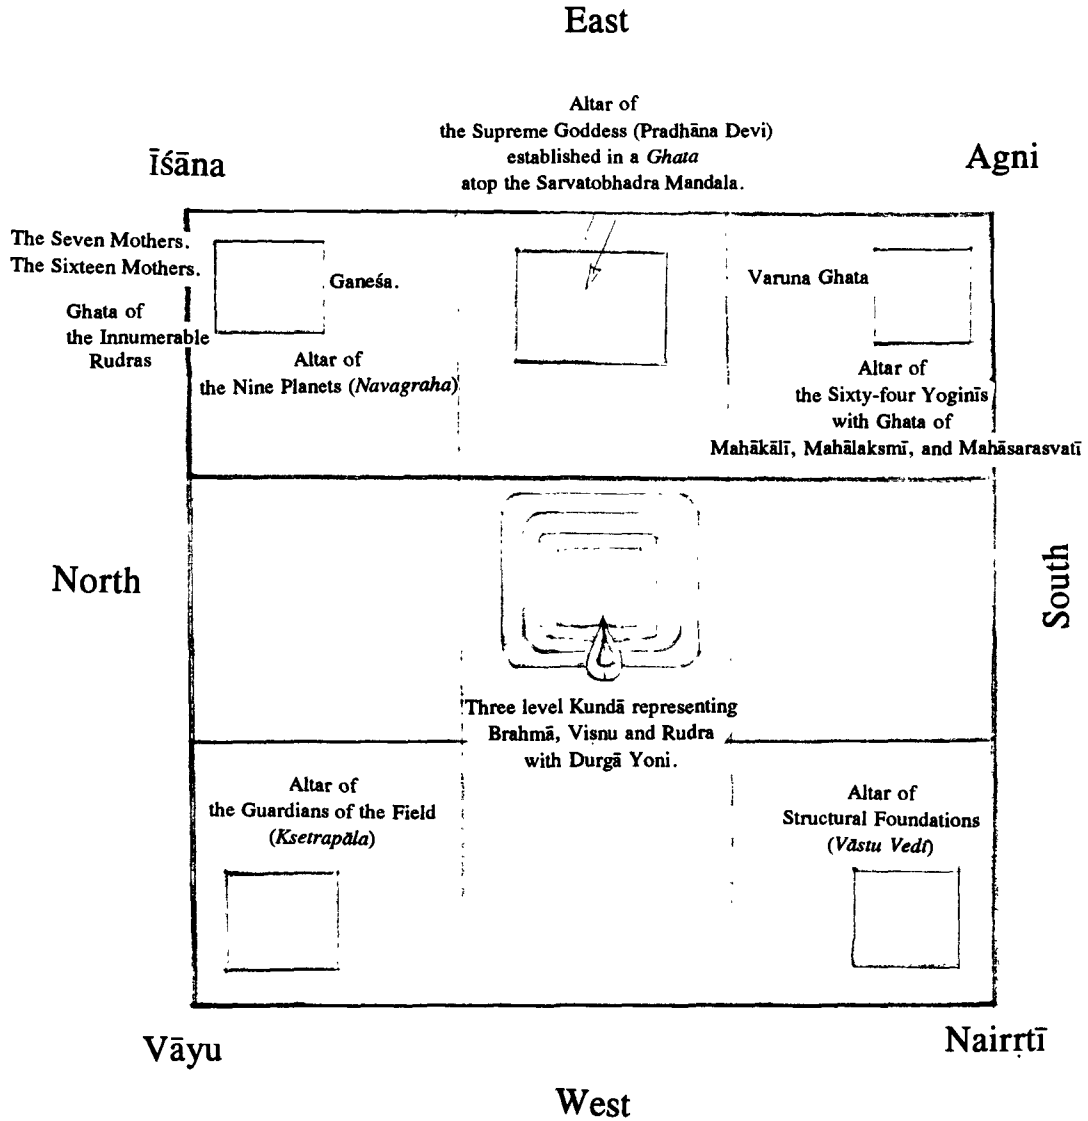 East
Altar of
the Supreme Goddess (Pradhāna Devi)
established in a Ghata
atop the Sarvatobhadra Mandala.
Īśāna
Agni
The Seven Mothers.
The Sixteen Mothers.
Ghata of
the Innumerable
Rudras
Ganeśa.
Altar of
the Nine Planets (Navagraha)
Varuna Ghata
Altar of
the Sixty-four Yoginīs
with Ghata of
Mahākālī, Mahālaksmī, and Mahāsarasvatī
North
South
Three level Kundā representing
Brahmā, Viṣnu and Rudra
with Durgā Yoni.
Altar of
the Guardians of the Field
(Ksetrapāla)
Altar of
Structural Foundations
(Vāstu Vedī)
Vāyu
Nairṛtī
West